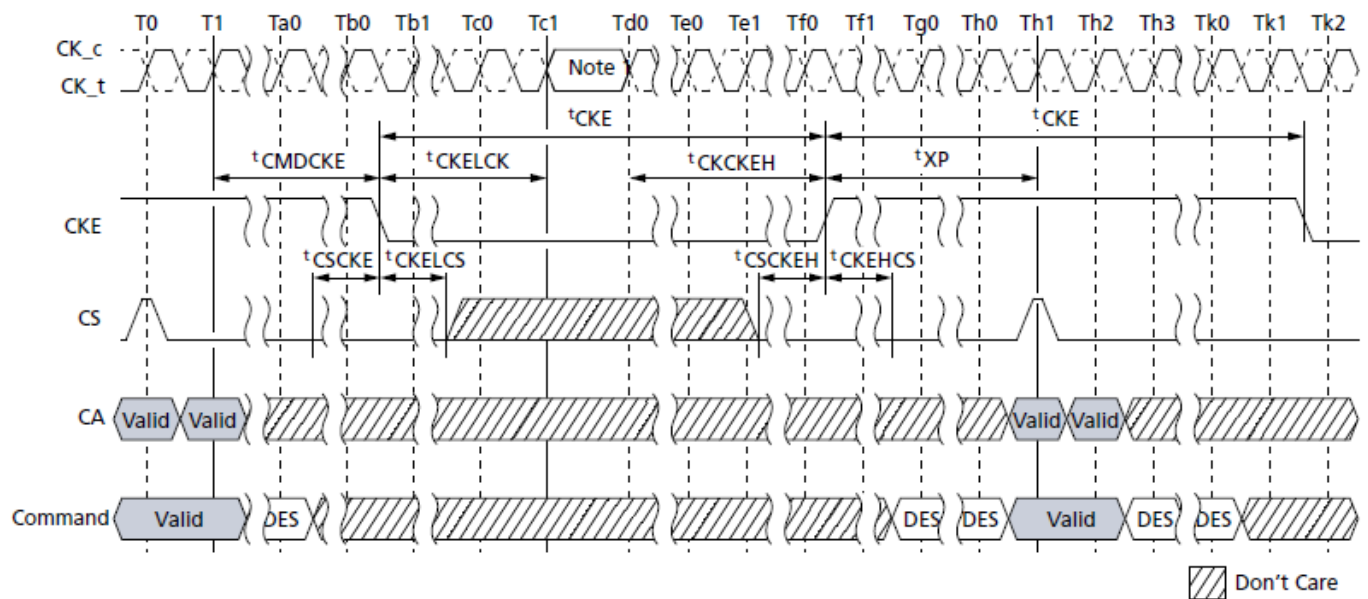 T0 T1 Ta0 Tb0 Tb1 Tc0 Tc1 Td0 Te0 Te1 Tf0 Tf1 Tg0 Th0 Th1 Th2 Th3 Tk0 Tk1 Tk2
CK_c
Note
CK_t
tCKE tCKE
tCMDCKE tCKELCK tCKCKEH tXP
CKE
tCSCKE tCKELCS tCSCKEH tCKEHCS
CS
CA Valid Valid Valid Valid
Command Valid DES DES DES Valid DES DES
Don't Care